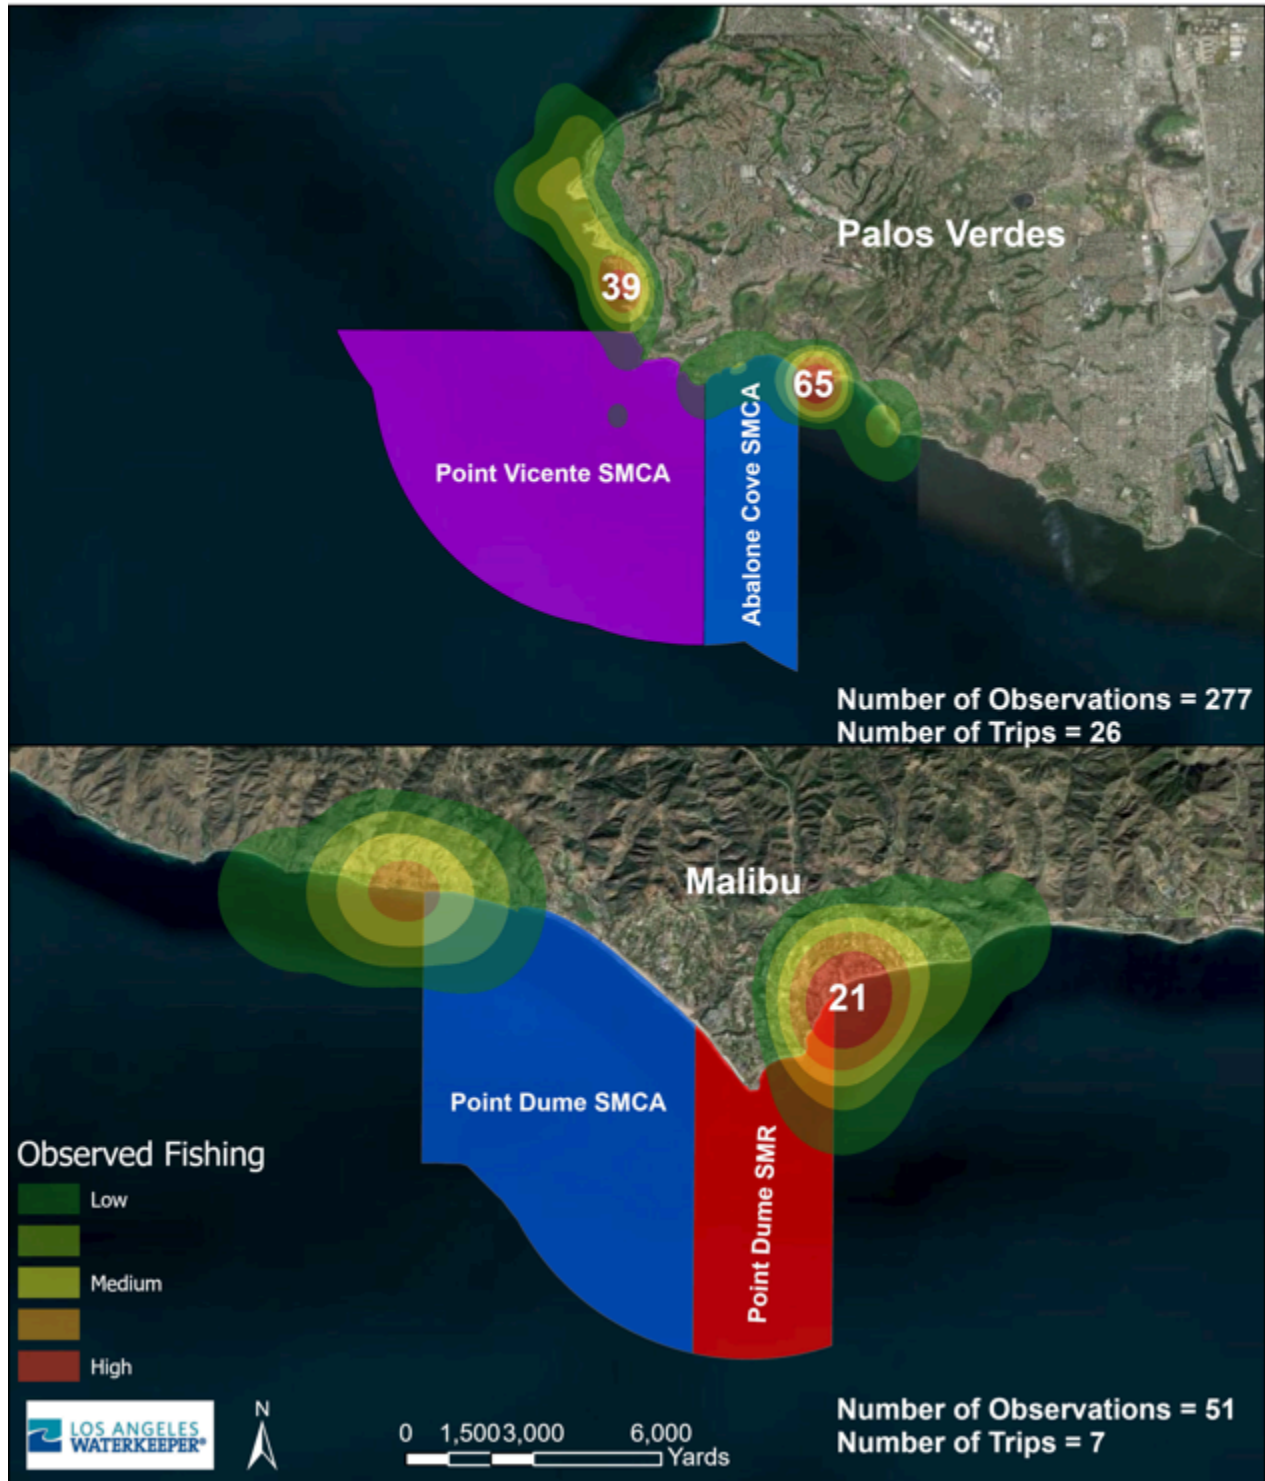 Palos Verdes
39
65
Point Vicente SMCA
Abalone Cove SMCA
Number of Observations = 277
Number of Trips = 26
Malibu
21
Point Dume SMCA
Point Dume SMR
Observed Fishing
Low
Medium
High
LOS ANGELES
WATERKEEPER®
N
0 1,500 3,000 6,000
Yards
Number of Observations = 51
Number of Trips = 7